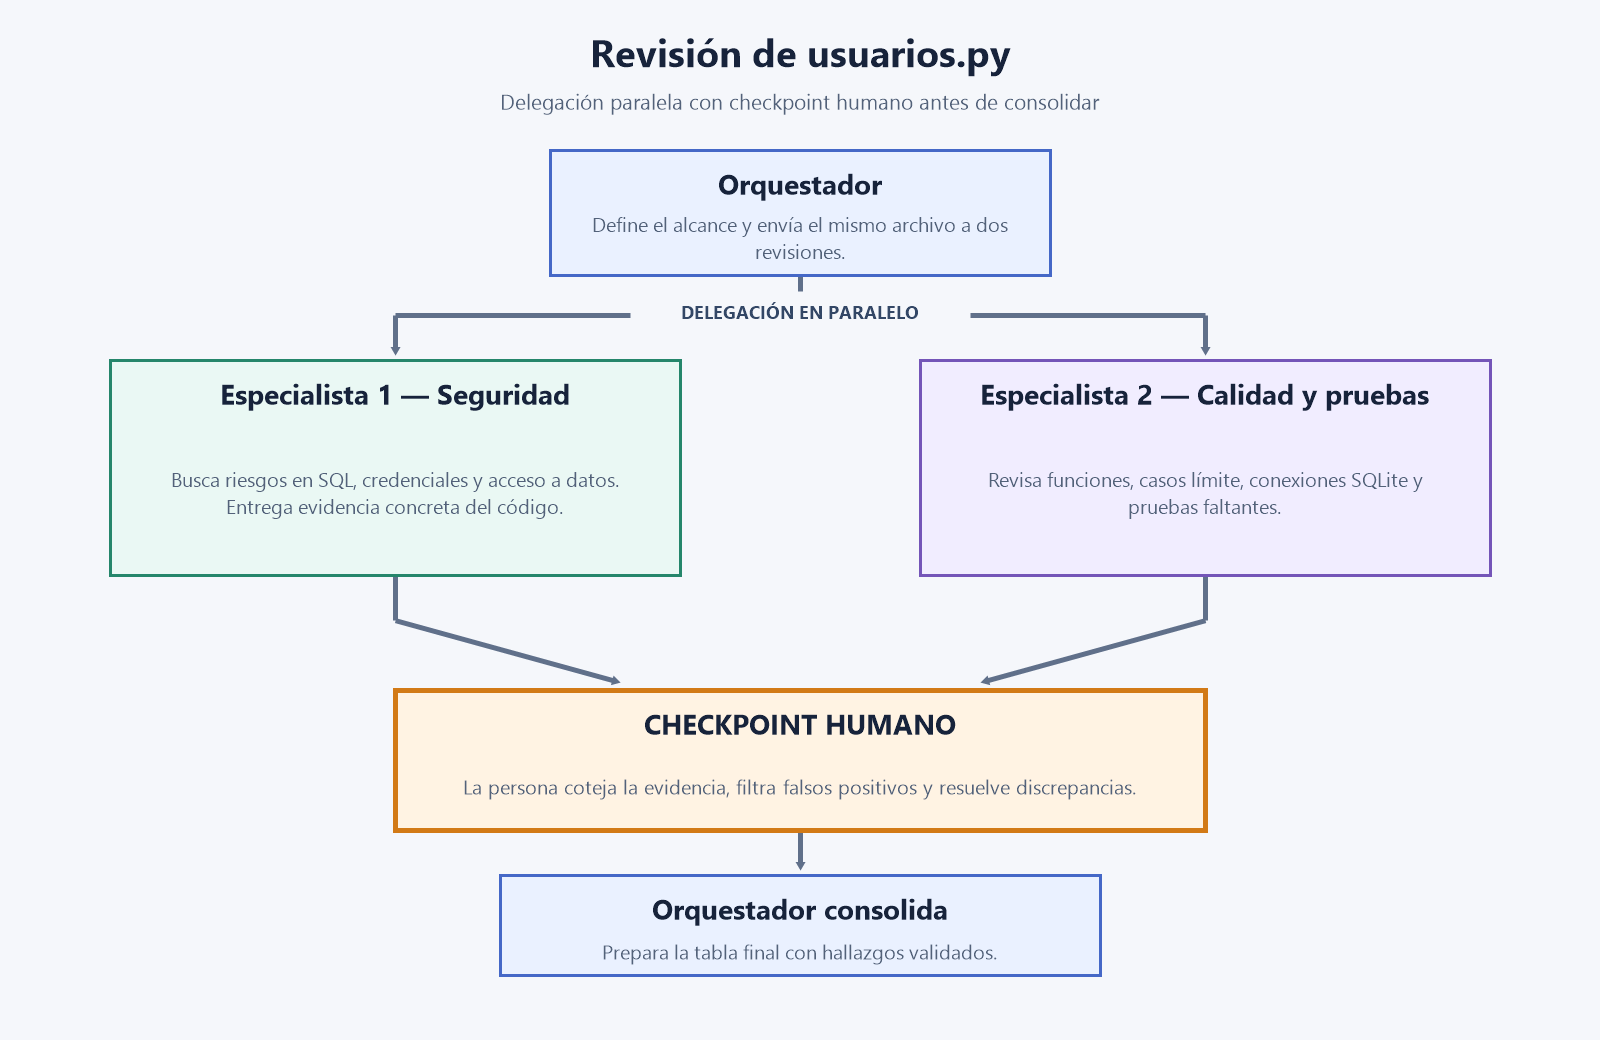 Revisión de usuarios.py
Delegación paralela con checkpoint humano antes de consolidar
Orquestador
Define el alcance y envía el mismo archivo a dos
revisiones.
DELEGACIÓN EN PARALELO
Especialista 1 — Seguridad
Busca riesgos en SQL, credenciales y acceso a datos.
Entrega evidencia concreta del código.
Especialista 2 — Calidad y pruebas
Revisa funciones, casos límite, conexiones SQLite y
pruebas faltantes.
CHECKPOINT HUMANO
La persona coteja la evidencia, filtra falsos positivos y resuelve discrepancias.
Orquestador consolida
Prepara la tabla final con hallazgos validados.